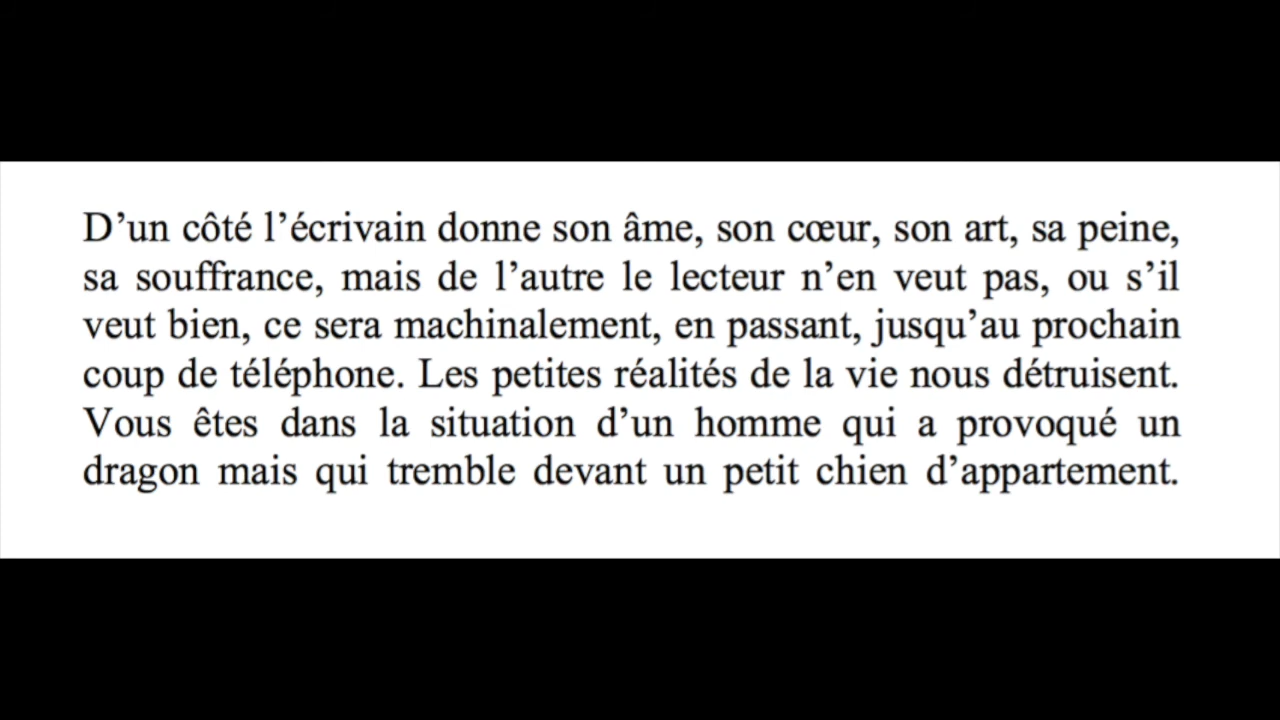 D’un côté l’écrivain donne son âme, son cœur, son art, sa peine,
sa souffrance, mais de l’autre le lecteur n’en veut pas, ou s’il
veut bien, ce sera machinalement, en passant, jusqu’au prochain
coup de téléphone. Les petites réalités de la vie nous détruisent.
Vous êtes dans la situation d’un homme qui a provoqué un
dragon mais qui tremble devant un petit chien d’appartement.